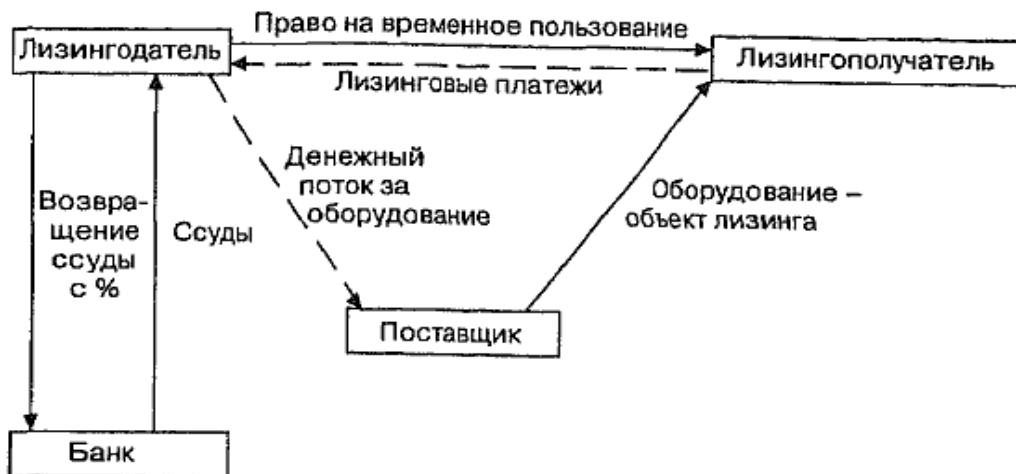 Право на временное пользование
Лизингодатель
Лизингополучатель
Лизинговые платежи
Денежный
поток за
оборудование
Оборудование –
объект лизинга
Возвра-
щение
ссуды
с %
Ссуды
Поставщик
Банк